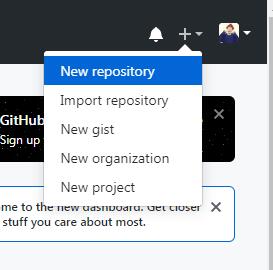 New repository
Import repository
New gist
New organization
New project
GitHub
Sign up
me to the new dashboard. Get closer
stuff you care about most.